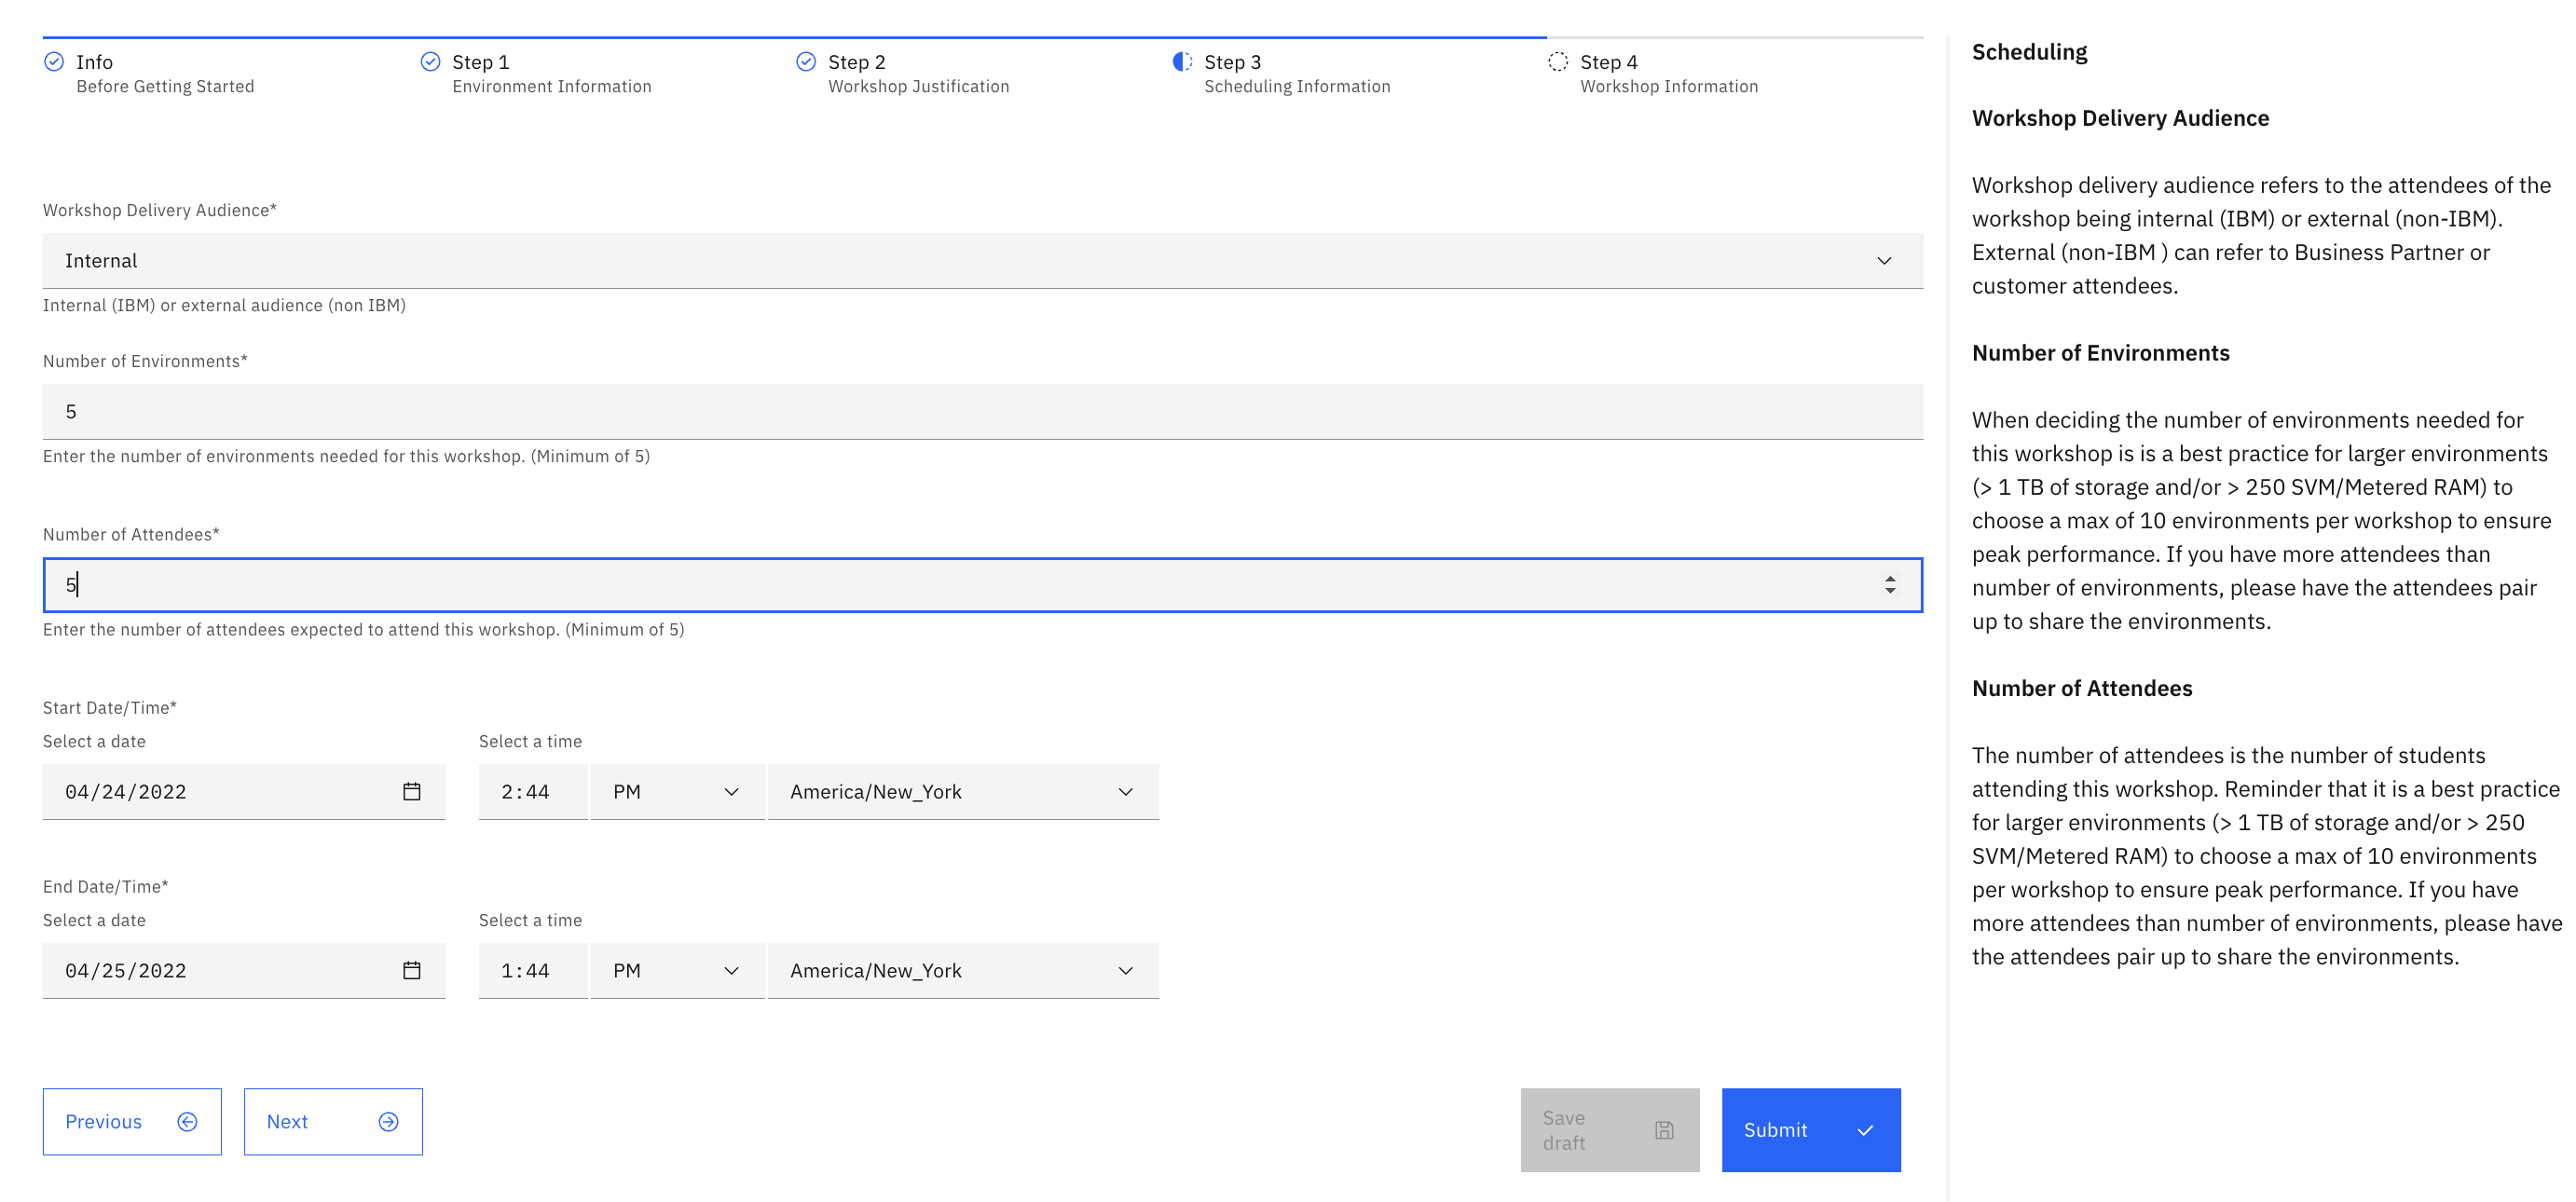 Info
Before Getting Started
Step 1
Environment Information
Step 2
Workshop Justification
Step 3
Scheduling Information
Step 4
Workshop Information
Workshop Delivery Audience*
Internal
Internal (IBM) or external audience (non IBM)
Number of Environments*
5
Enter the number of environments needed for this workshop. (Minimum of 5)
Number of Attendees*
5
Enter the number of attendees expected to attend this workshop. (Minimum of 5)
Start Date/Time*
Select a date
Select a time
04/24/2022
2:44
PM
America/New_York
End Date/Time*
Select a date
Select a time
04/25/2022
1:44
PM
America/New_York
Previous
Next
Save
draft
Submit
Scheduling
Workshop Delivery Audience
Workshop delivery audience refers to the attendees of the
workshop being internal (IBM) or external (non-IBM).
External (non-IBM ) can refer to Business Partner or
customer attendees.
Number of Environments
When deciding the number of environments needed for
this workshop is is a best practice for larger environments
(> 1 TB of storage and/or > 250 SVM/Metered RAM) to
choose a max of 10 environments per workshop to ensure
peak performance. If you have more attendees than
number of environments, please have the attendees pair
up to share the environments.
Number of Attendees
The number of attendees is the number of students
attending this workshop. Reminder that it is a best practice
for larger environments (> 1 TB of storage and/or > 250
SVM/Metered RAM) to choose a max of 10 environments
per workshop to ensure peak performance. If you have
more attendees than number of environments, please have
the attendees pair up to share the environments.